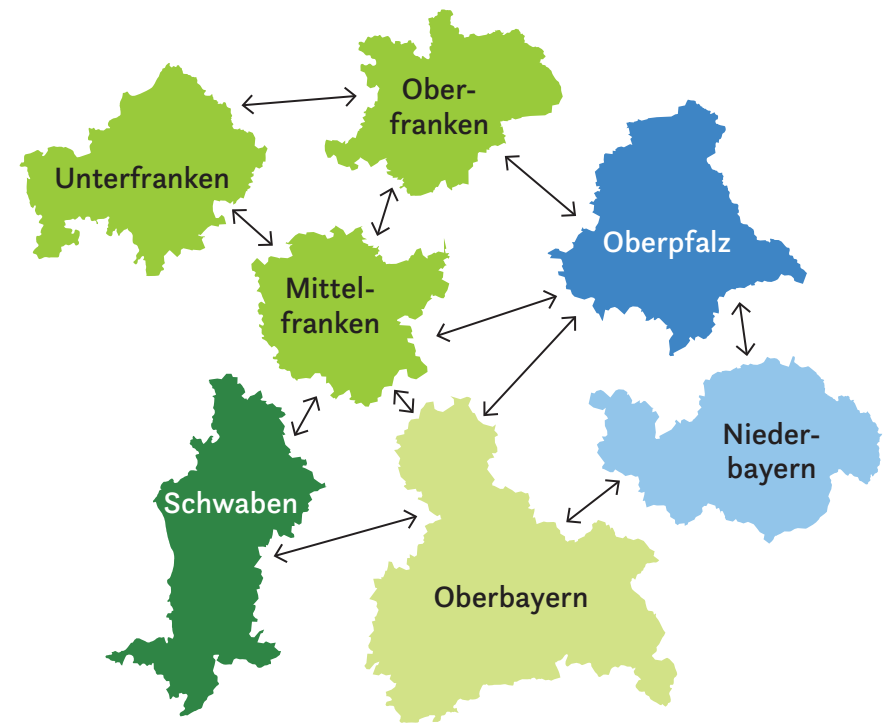 Ober-
franken
Unterfranken
Oberpfalz
Mittel-
franken
Nieder-
bayern
Schwaben
Oberbayern